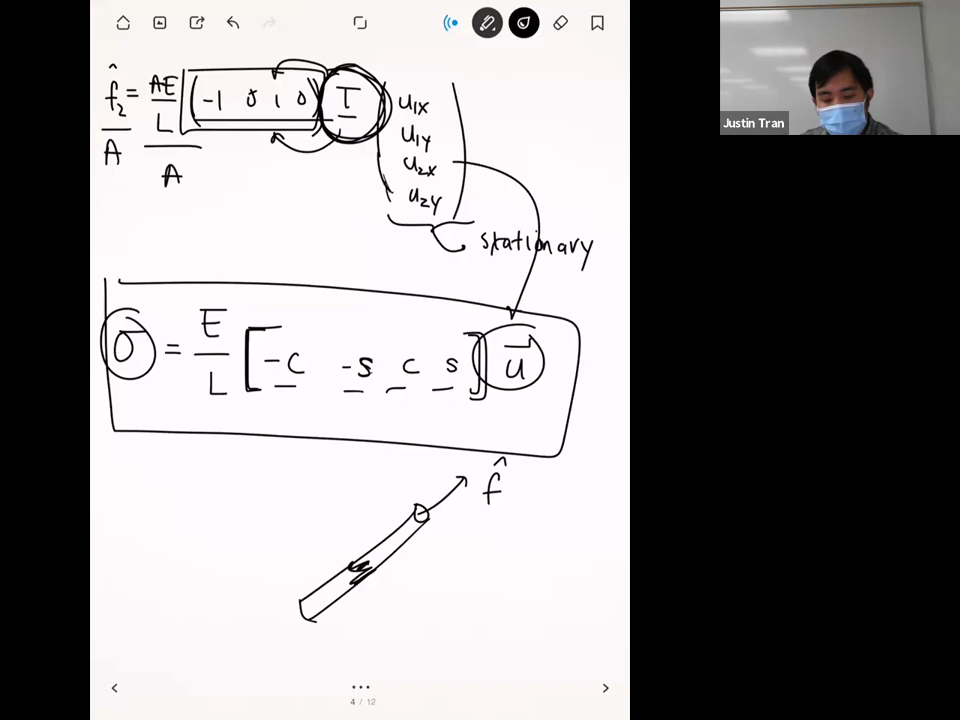 Justin Tran
f̂₂ = AE [(-1 0 1 0)] T u₁ₓ
A L u₁y
A u₂ₓ
u₂y
stationary
σ = E [-c -s c s] u⃗
L
f̂
4 / 12